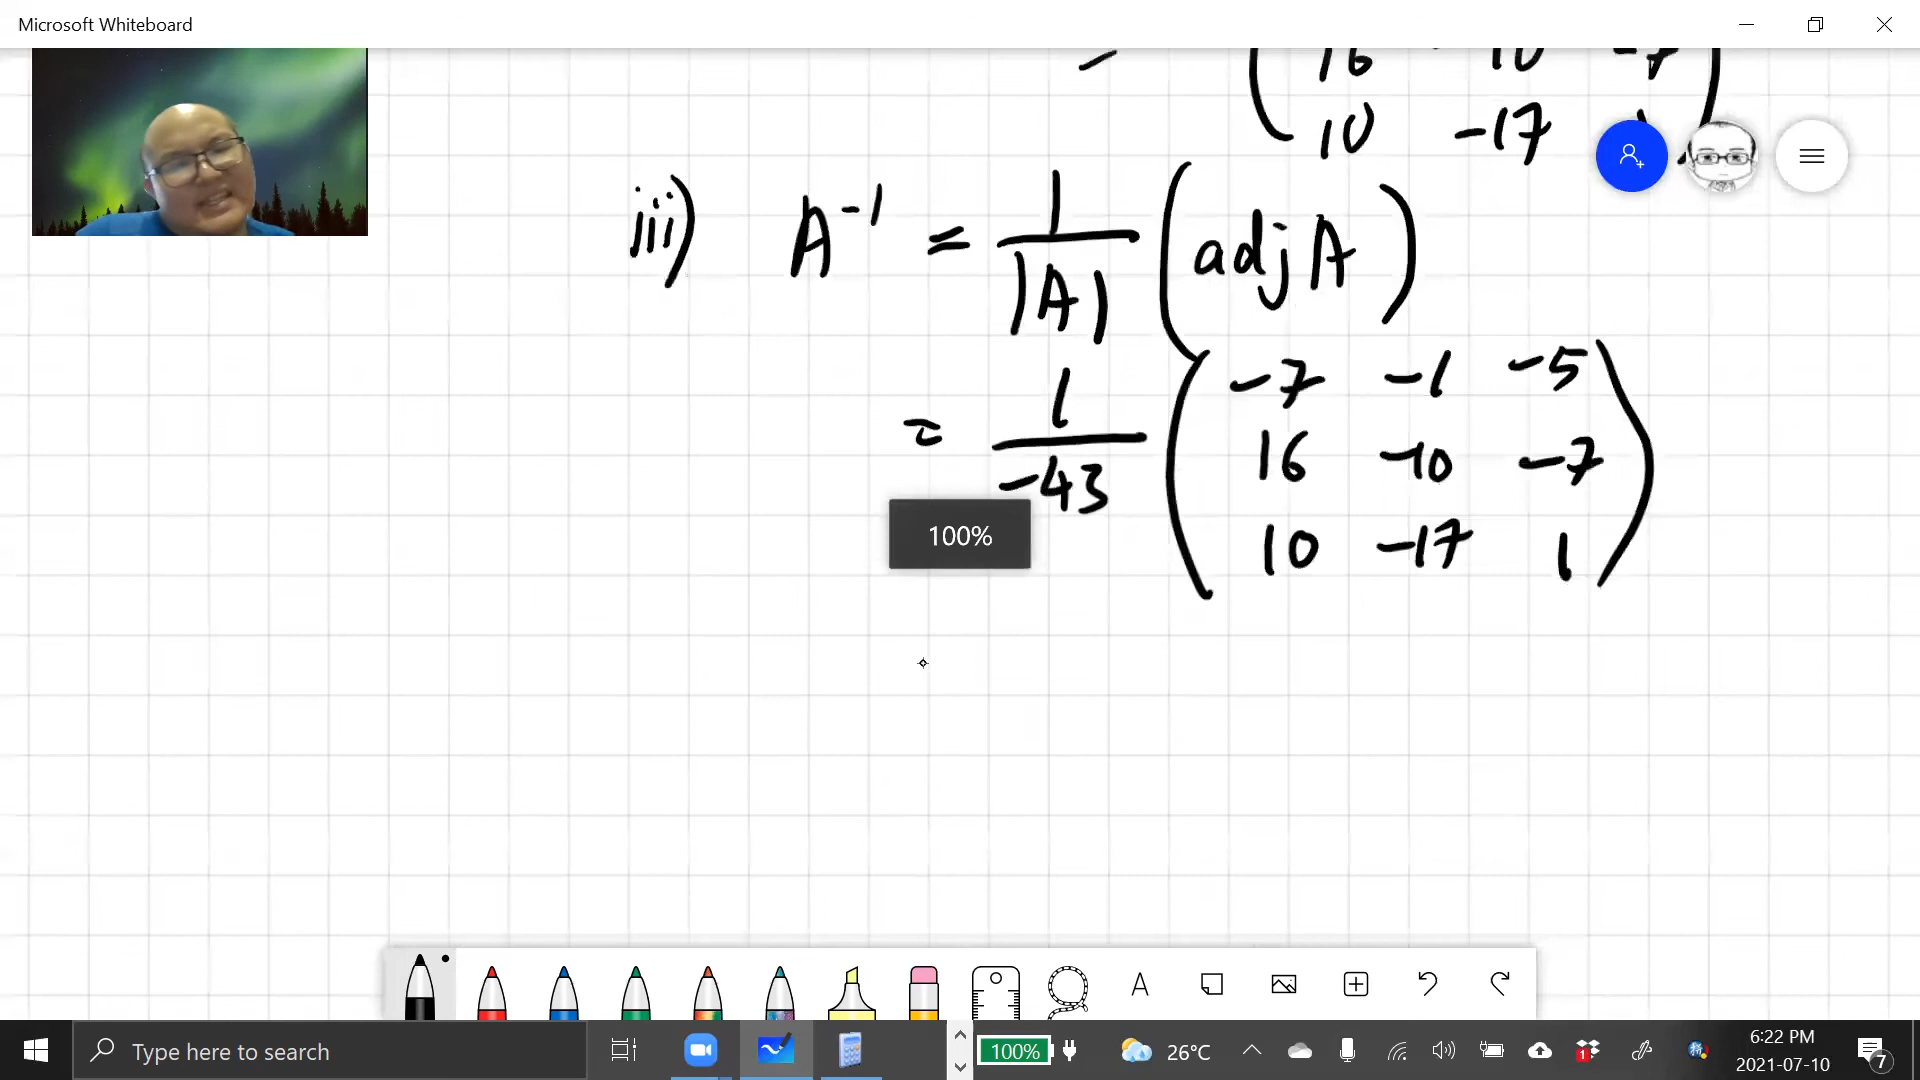 Microsoft Whiteboard
= ( 16 -10 -7
10 -17 1 )
iii) A⁻¹ = 1/|A| (adj A)
= 1/-43 ( -7 -1 -5
16 -10 -7
10 -17 1 )
100%
A
Type here to search
100%
26°C
1
6:22 PM
2021-07-10
7